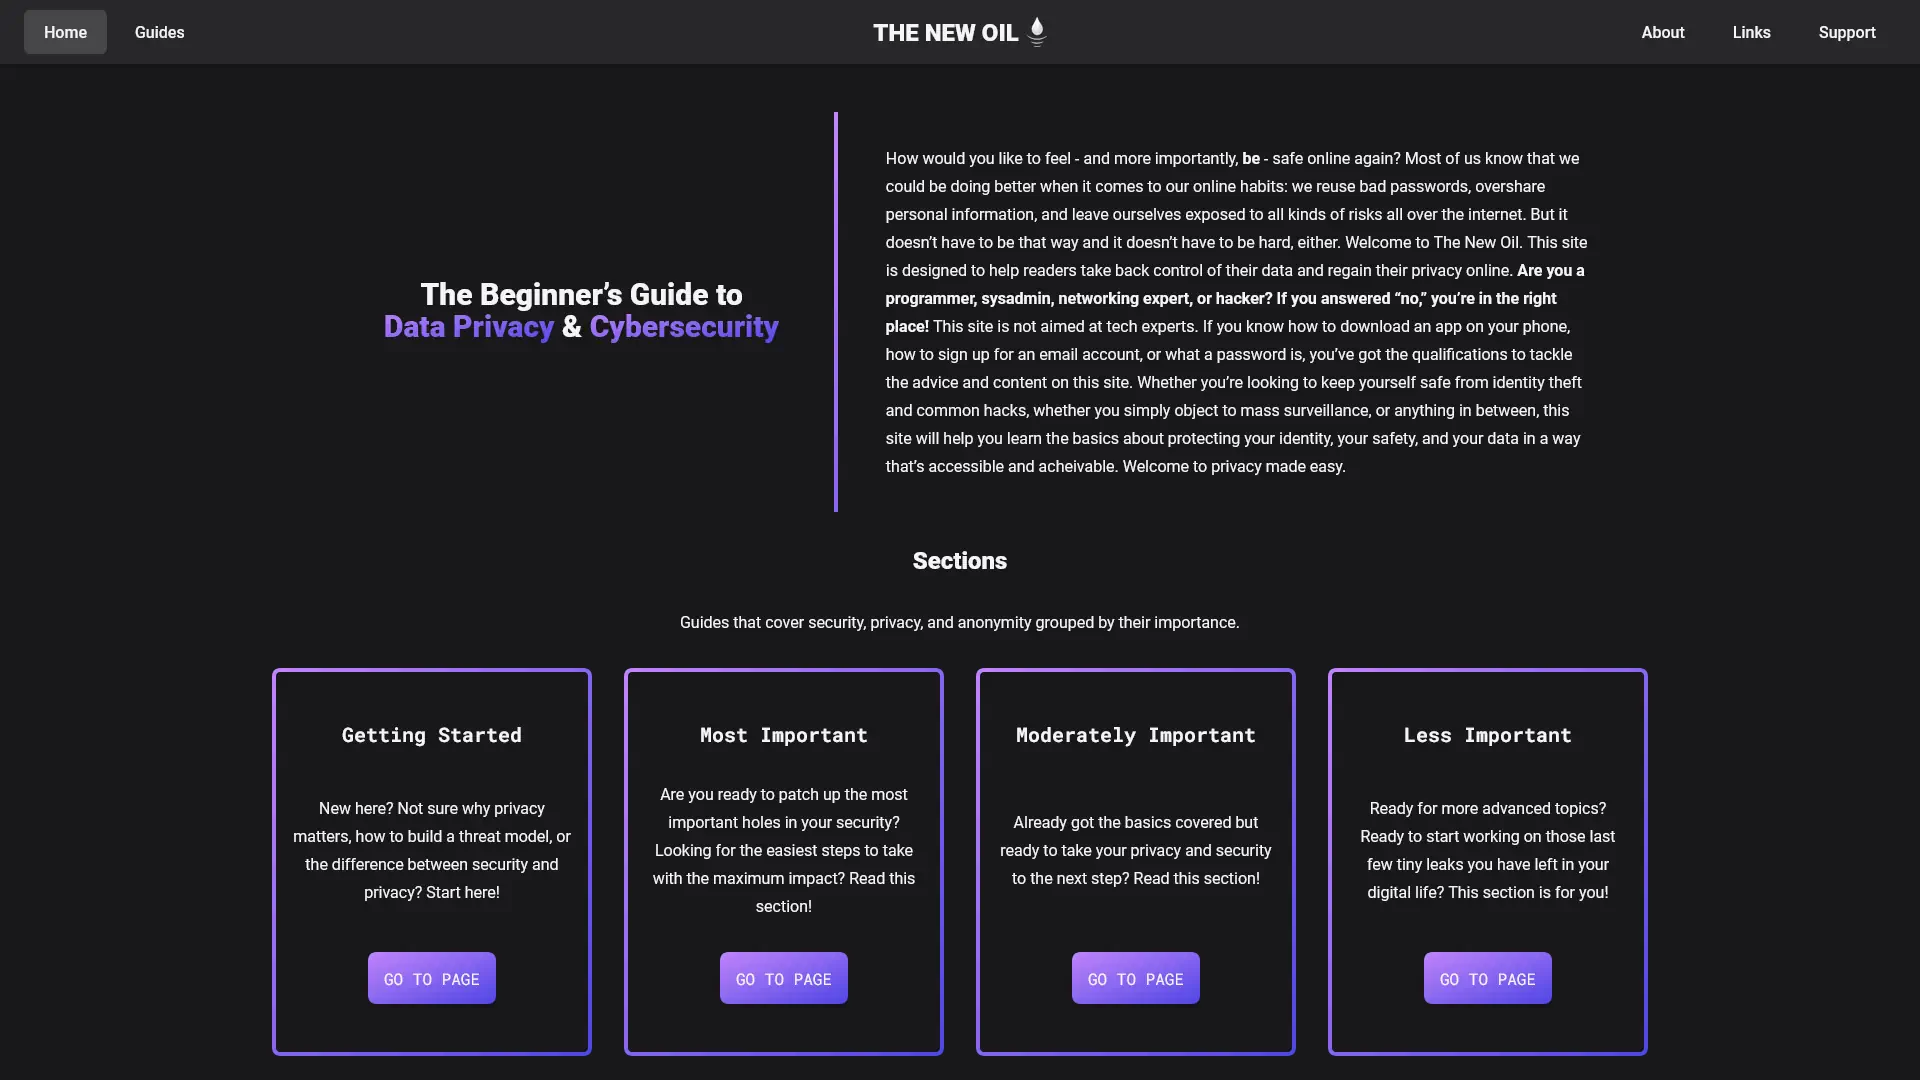 Home
Guides
THE NEW OIL
About
Links
Support
The Beginner’s Guide to
Data Privacy & Cybersecurity
How would you like to feel - and more importantly, be - safe online again? Most of us know that we
could be doing better when it comes to our online habits: we reuse bad passwords, overshare
personal information, and leave ourselves exposed to all kinds of risks all over the internet. But it
doesn’t have to be that way and it doesn’t have to be hard, either. Welcome to The New Oil. This site
is designed to help readers take back control of their data and regain their privacy online. Are you a
programmer, sysadmin, networking expert, or hacker? If you answered “no,” you’re in the right
place! This site is not aimed at tech experts. If you know how to download an app on your phone,
how to sign up for an email account, or what a password is, you’ve got the qualifications to tackle
the advice and content on this site. Whether you’re looking to keep yourself safe from identity theft
and common hacks, whether you simply object to mass surveillance, or anything in between, this
site will help you learn the basics about protecting your identity, your safety, and your data in a way
that’s accessible and acheivable. Welcome to privacy made easy.
Sections
Guides that cover security, privacy, and anonymity grouped by their importance.
Getting Started
New here? Not sure why privacy
matters, how to build a threat model, or
the difference between security and
privacy? Start here!
GO TO PAGE
Most Important
Are you ready to patch up the most
important holes in your security?
Looking for the easiest steps to take
with the maximum impact? Read this
section!
GO TO PAGE
Moderately Important
Already got the basics covered but
ready to take your privacy and security
to the next step? Read this section!
GO TO PAGE
Less Important
Ready for more advanced topics?
Ready to start working on those last
few tiny leaks you have left in your
digital life? This section is for you!
GO TO PAGE